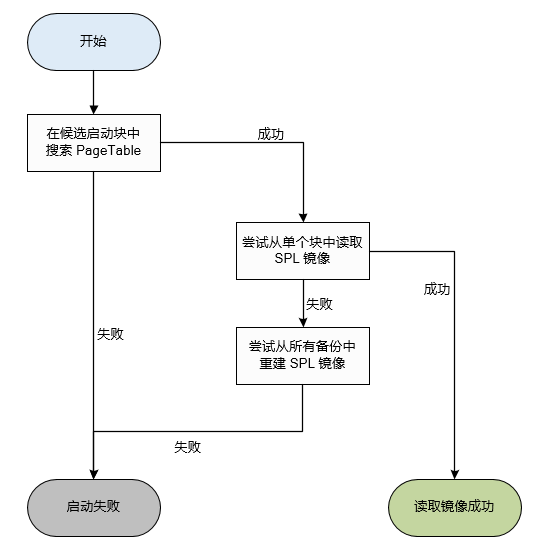 开始
在候选启动块中
搜索 PageTable
成功
尝试从单个块中读取
SPL 镜像
成功
失败
失败
尝试从所有备份中
重建 SPL 镜像
失败
启动失败
读取镜像成功